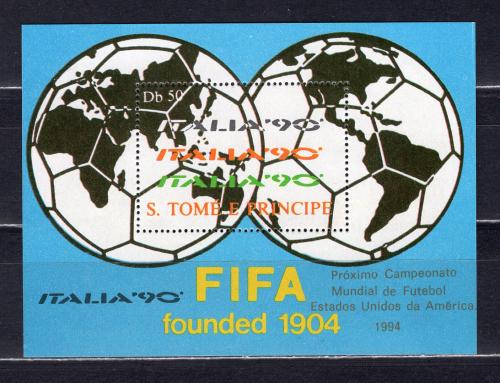 Db 50
ITALIA'90
ITALIA'90
ITALIA'90
S. TOMÉ E PRINCIPE
ITALIA'90
FIFA
founded 1904
Próximo Campeonato
Mundial de Futebol
Estados Unidos da América.
1994